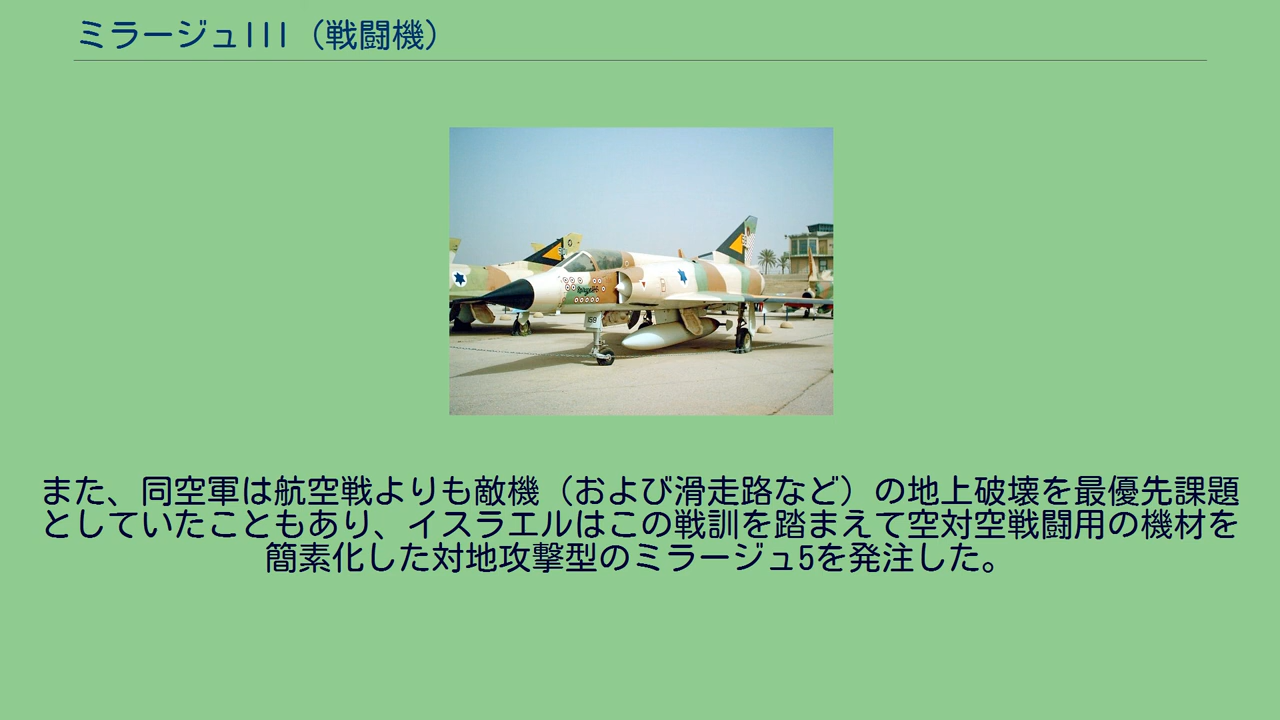 ミラージュIII（戦闘機）
159
また、同空軍は航空戦よりも敵機（および滑走路など）の地上破壊を最優先課題
としていたこともあり、イスラエルはこの戦訓を踏まえて空対空戦闘用の機材を
簡素化した対地攻撃型のミラージュ5を発注した。